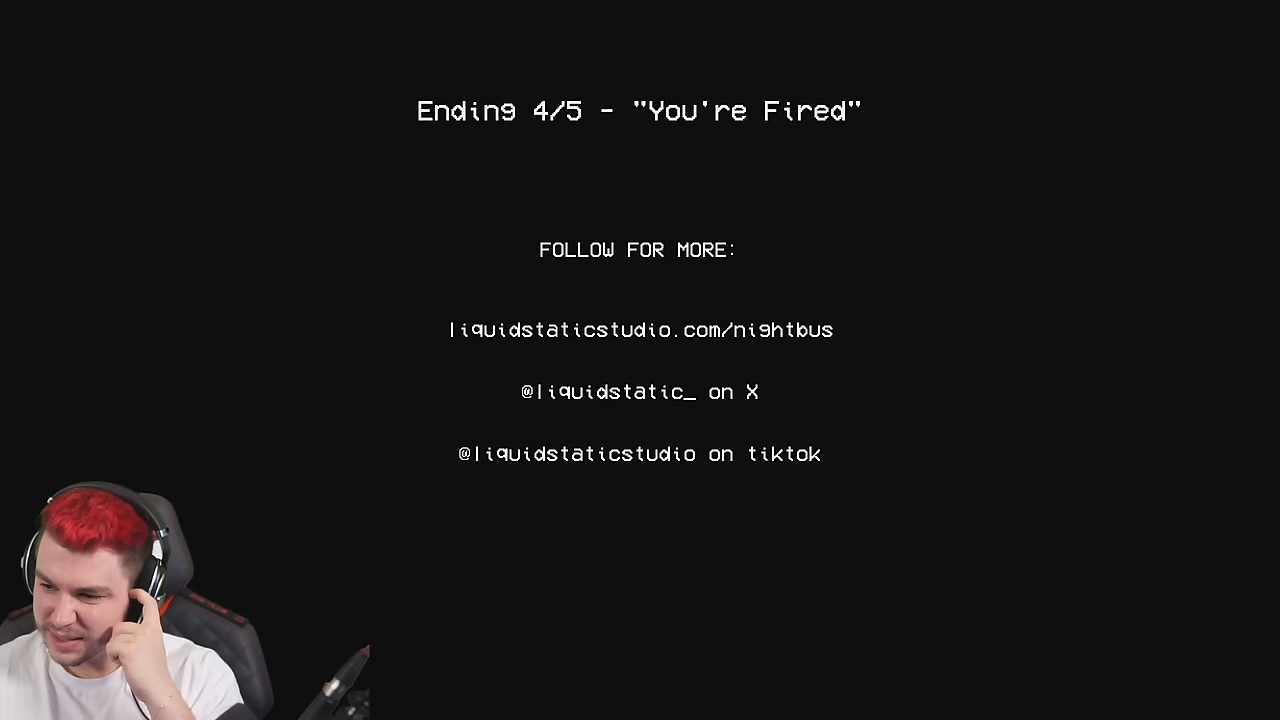 Ending 4/5 - "You're Fired"
FOLLOW FOR MORE:
liquidstaticstudio.com/nightbus
@liquidstatic_ on X
@liquidstaticstudio on tiktok